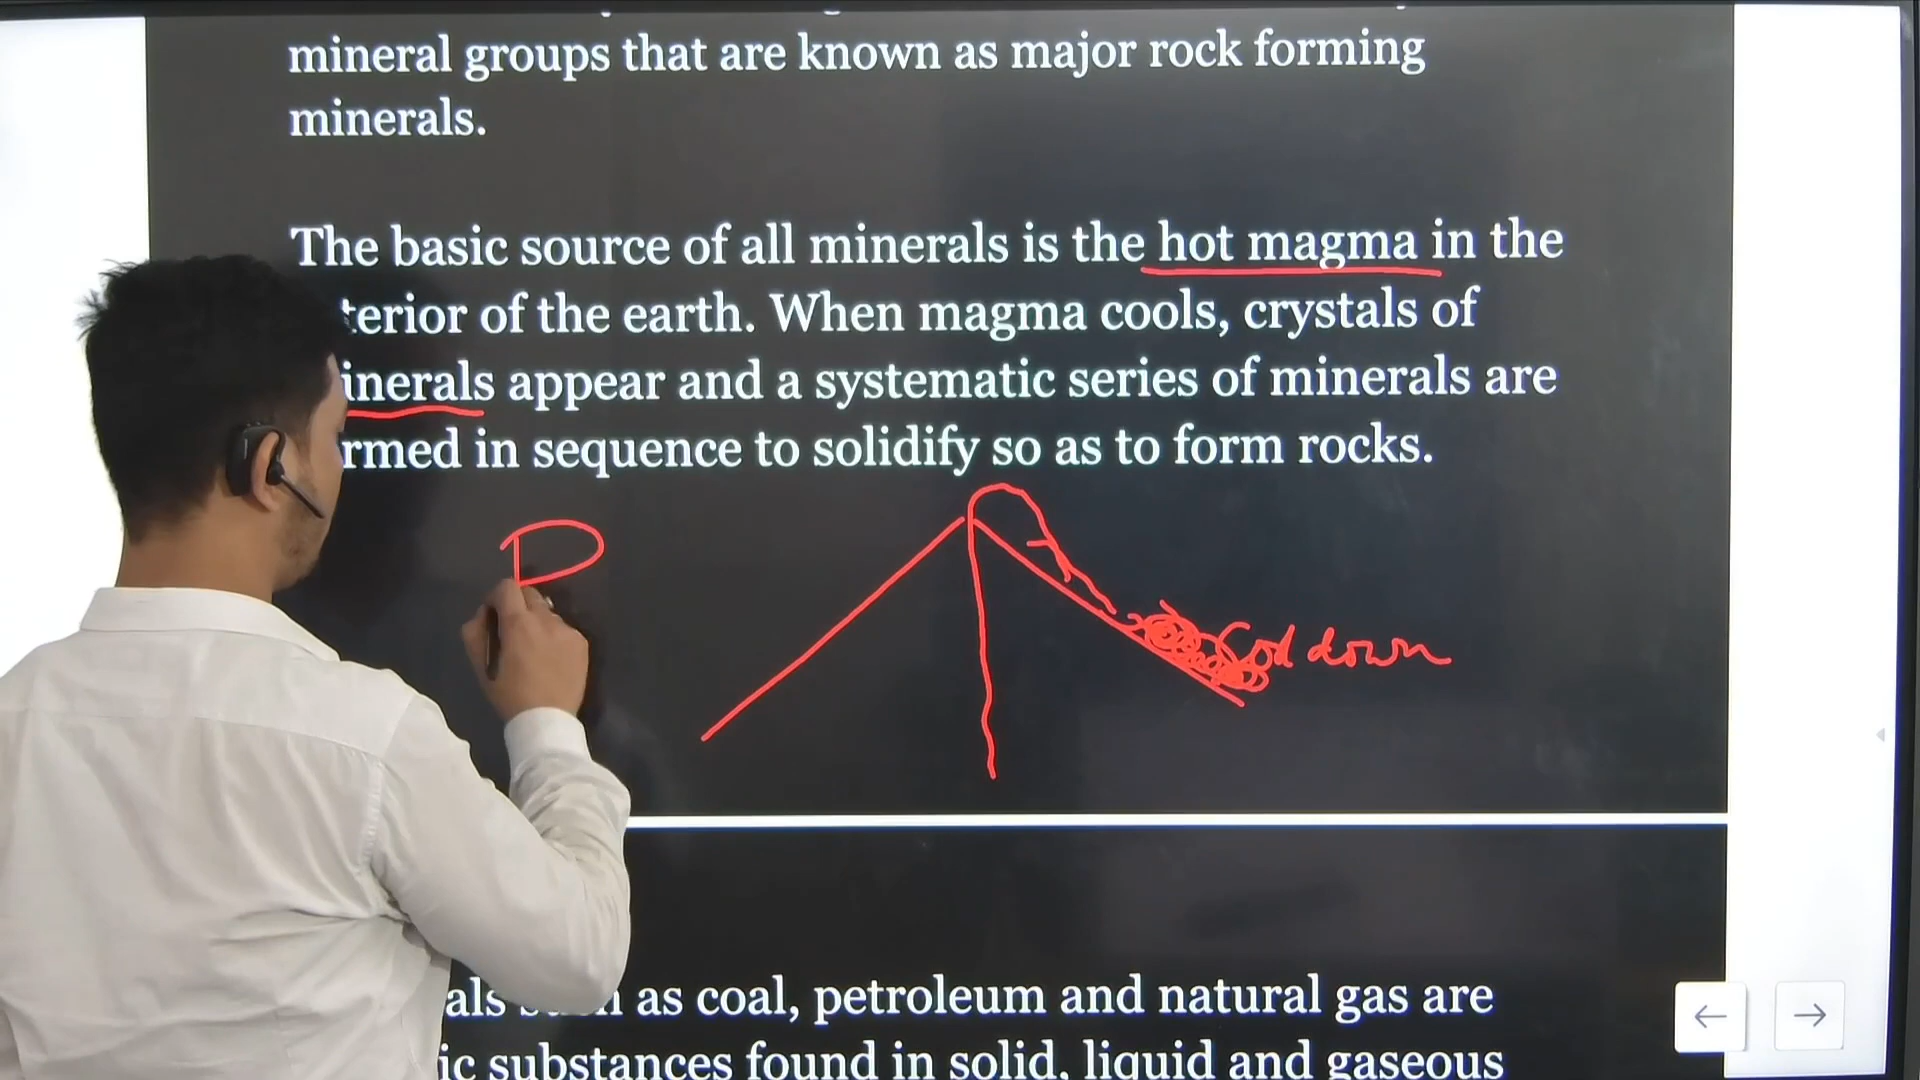 mineral groups that are known as major rock forming
minerals.
The basic source of all minerals is the hot magma in the
terior of the earth. When magma cools, crystals of
inerals appear and a systematic series of minerals are
rmed in sequence to solidify so as to form rocks.
P
Cool down
als as coal, petroleum and natural gas are
ic substances found in solid, liquid and gaseous